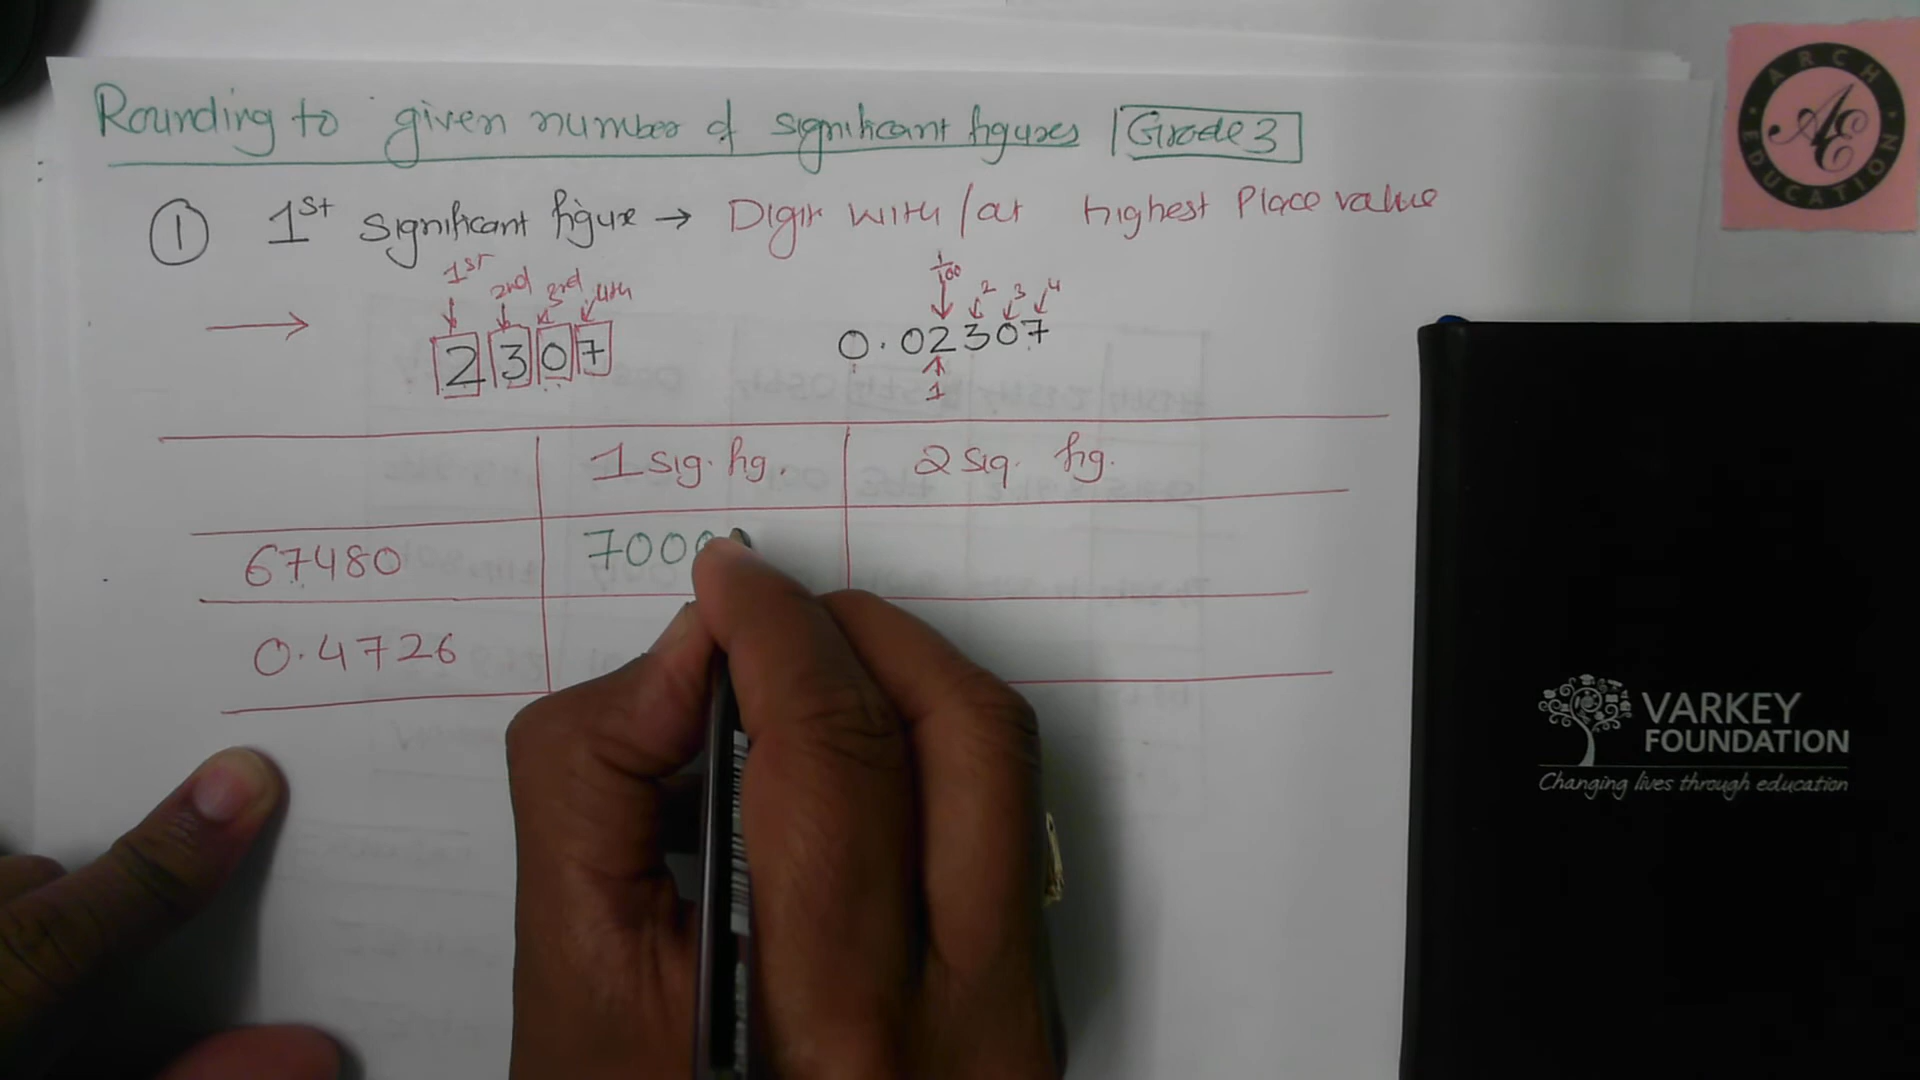 Rounding to given number of significant figures Grade 3
ARCH EDUCATION
AE
1 1st significant figure → Digit with/at highest Place value
1st 2nd 3rd 4th
1/100 2 3 4
→ 2 3 0 7 0.02307
1
1 sig. fig. 2 sig. fig.
67480 7000
0.4726
VARKEY
FOUNDATION
Changing lives through education